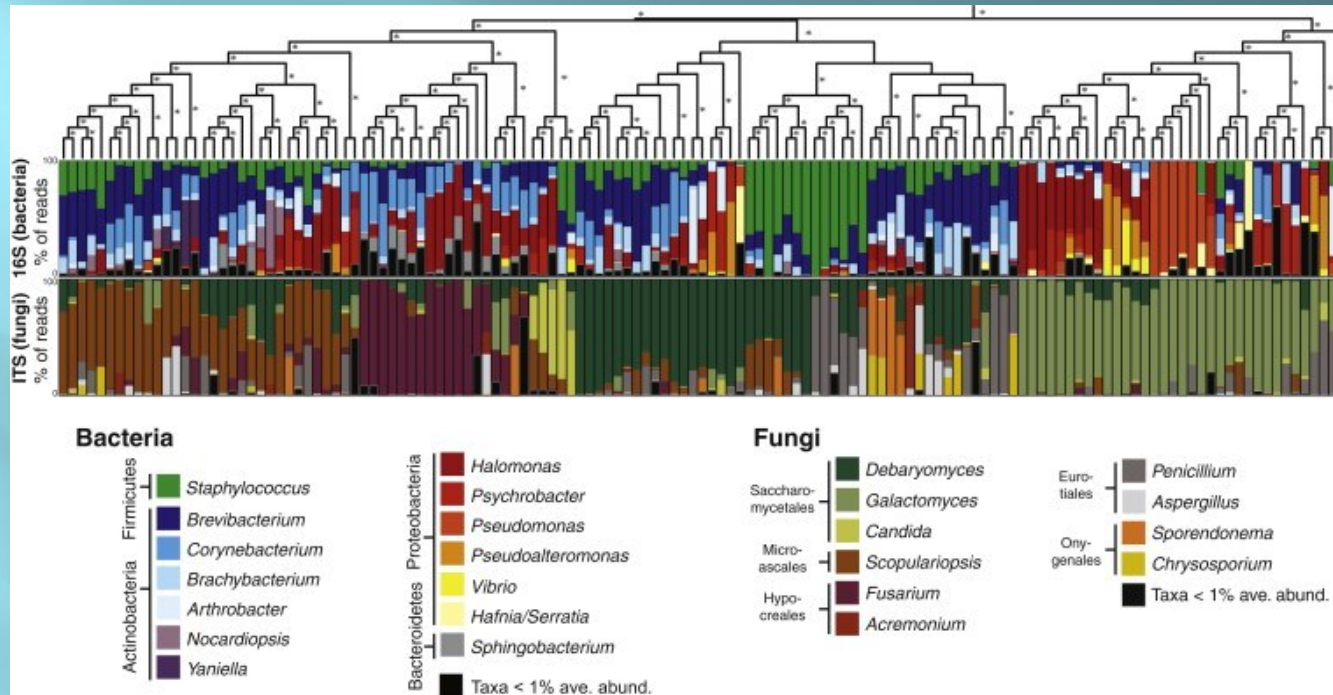 100
16S (bacteria)
% of reads
0
100
ITS (fungi)
% of reads
0
Bacteria
Firmicutes
Staphylococcus
Actinobacteria
Brevibacterium
Corynebacterium
Brachybacterium
Arthrobacter
Nocardiopsis
Yaniella
Proteobacteria
Halomonas
Psychrobacter
Pseudomonas
Pseudoalteromonas
Vibrio
Hafnia/Serratia
Bacteroidetes
Sphingobacterium
Taxa < 1% ave. abund.
Fungi
Saccharo-
mycetales
Debaryomyces
Galactomyces
Candida
Micro-
ascales
Scopulariopsis
Hypo-
creales
Fusarium
Acremonium
Euro-
tiales
Penicillium
Aspergillus
Ony-
genales
Sporendonema
Chrysosporium
Taxa < 1% ave. abund.